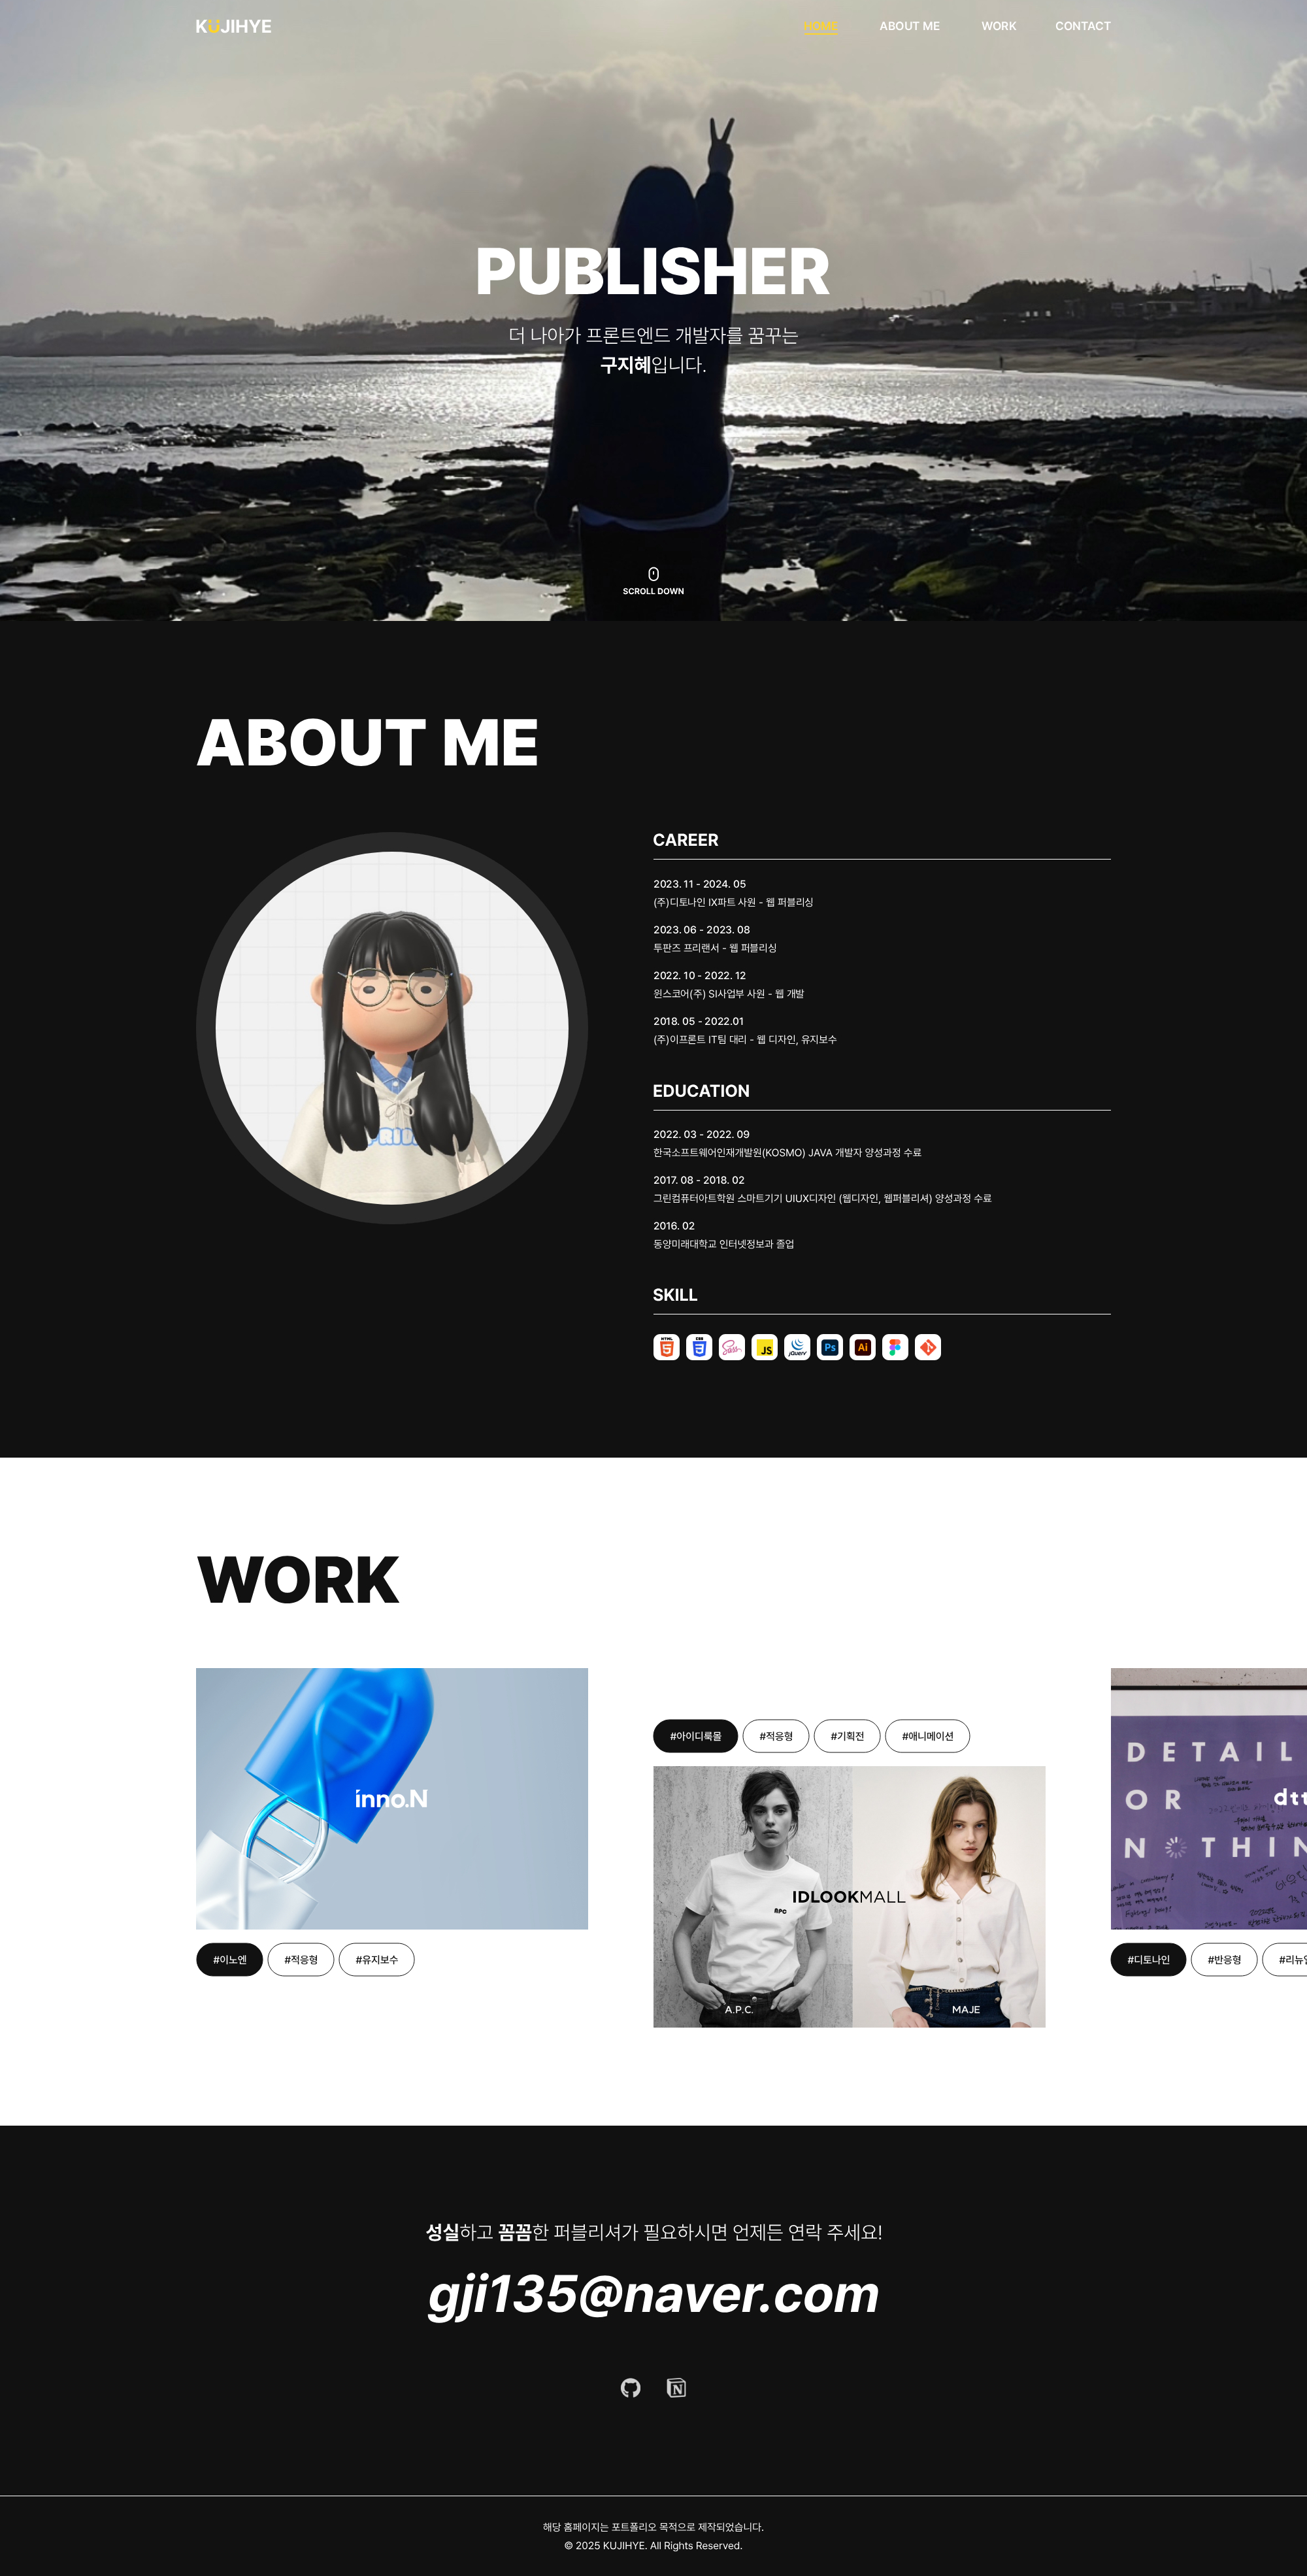 KUJIHYE
HOME
ABOUT ME
WORK
CONTACT
PUBLISHER
더 나아가 프론트엔드 개발자를 꿈꾸는
구지혜입니다.
SCROLL DOWN
ABOUT ME
CAREER
2023. 11 - 2024. 05
(주)디토나인 IX파트 사원 - 웹 퍼블리싱
2023. 06 - 2023. 08
투판즈 프리랜서 - 웹 퍼블리싱
2022. 10 - 2022. 12
윈스코어(주) SI사업부 사원 - 웹 개발
2018. 05 - 2022.01
(주)이프론트 IT팀 대리 - 웹 디자인, 유지보수
EDUCATION
2022. 03 - 2022. 09
한국소프트웨어인재개발원(KOSMO) JAVA 개발자 양성과정 수료
2017. 08 - 2018. 02
그린컴퓨터아트학원 스마트기기 UIUX디자인 (웹디자인, 웹퍼블리셔) 양성과정 수료
2016. 02
동양미래대학교 인터넷정보과 졸업
SKILL
HTML 5
CSS 3
Sass
JS
jQuery
Ps
Ai
WORK
inno.N
#이노엔
#적응형
#유지보수
#아이디룩몰
#적응형
#기획전
#애니메이션
APC
IDLOOKMALL
A.P.C.
MAJE
DETAIL
OR
dtt
N THIN
#디토나인
#반응형
#리뉴얼
성실하고 꼼꼼한 퍼블리셔가 필요하시면 언제든 연락 주세요!
gji135@naver.com
N
해당 홈페이지는 포트폴리오 목적으로 제작되었습니다.
© 2025 KUJIHYE. All Rights Reserved.